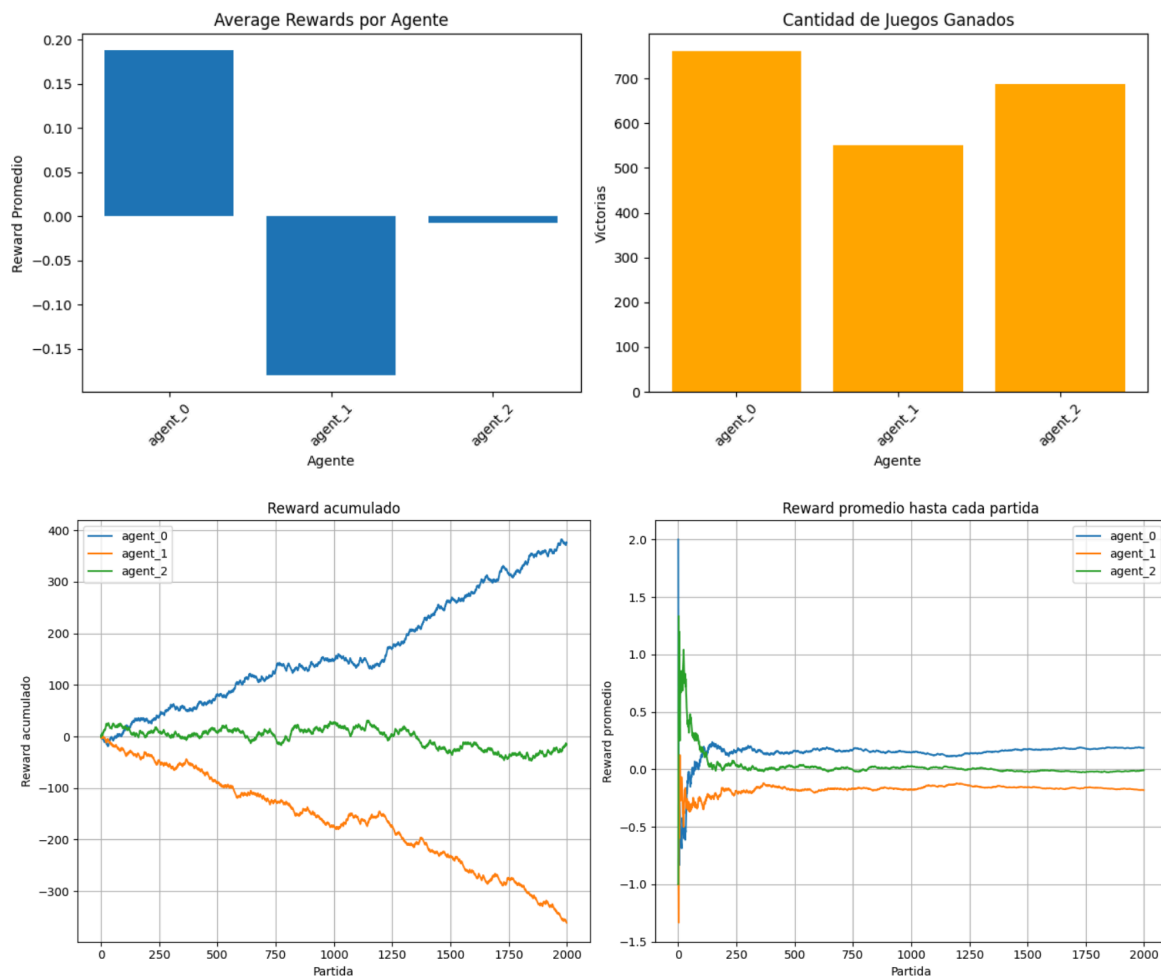 Average Rewards por Agente
0.20
0.15
0.10
0.05
0.00
−0.05
−0.10
−0.15
Reward Promedio
agent_0
agent_1
agent_2
Agente
Cantidad de Juegos Ganados
700
600
500
400
300
200
100
0
Victorias
agent_0
agent_1
agent_2
Agente
Reward acumulado
agent_0
agent_1
agent_2
400
300
200
100
0
−100
−200
−300
Reward acumulado
0 250 500 750 1000 1250 1500 1750 2000
Partida
Reward promedio hasta cada partida
agent_0
agent_1
agent_2
2.0
1.5
1.0
0.5
0.0
−0.5
−1.0
−1.5
Reward promedio
0 250 500 750 1000 1250 1500 1750 2000
Partida